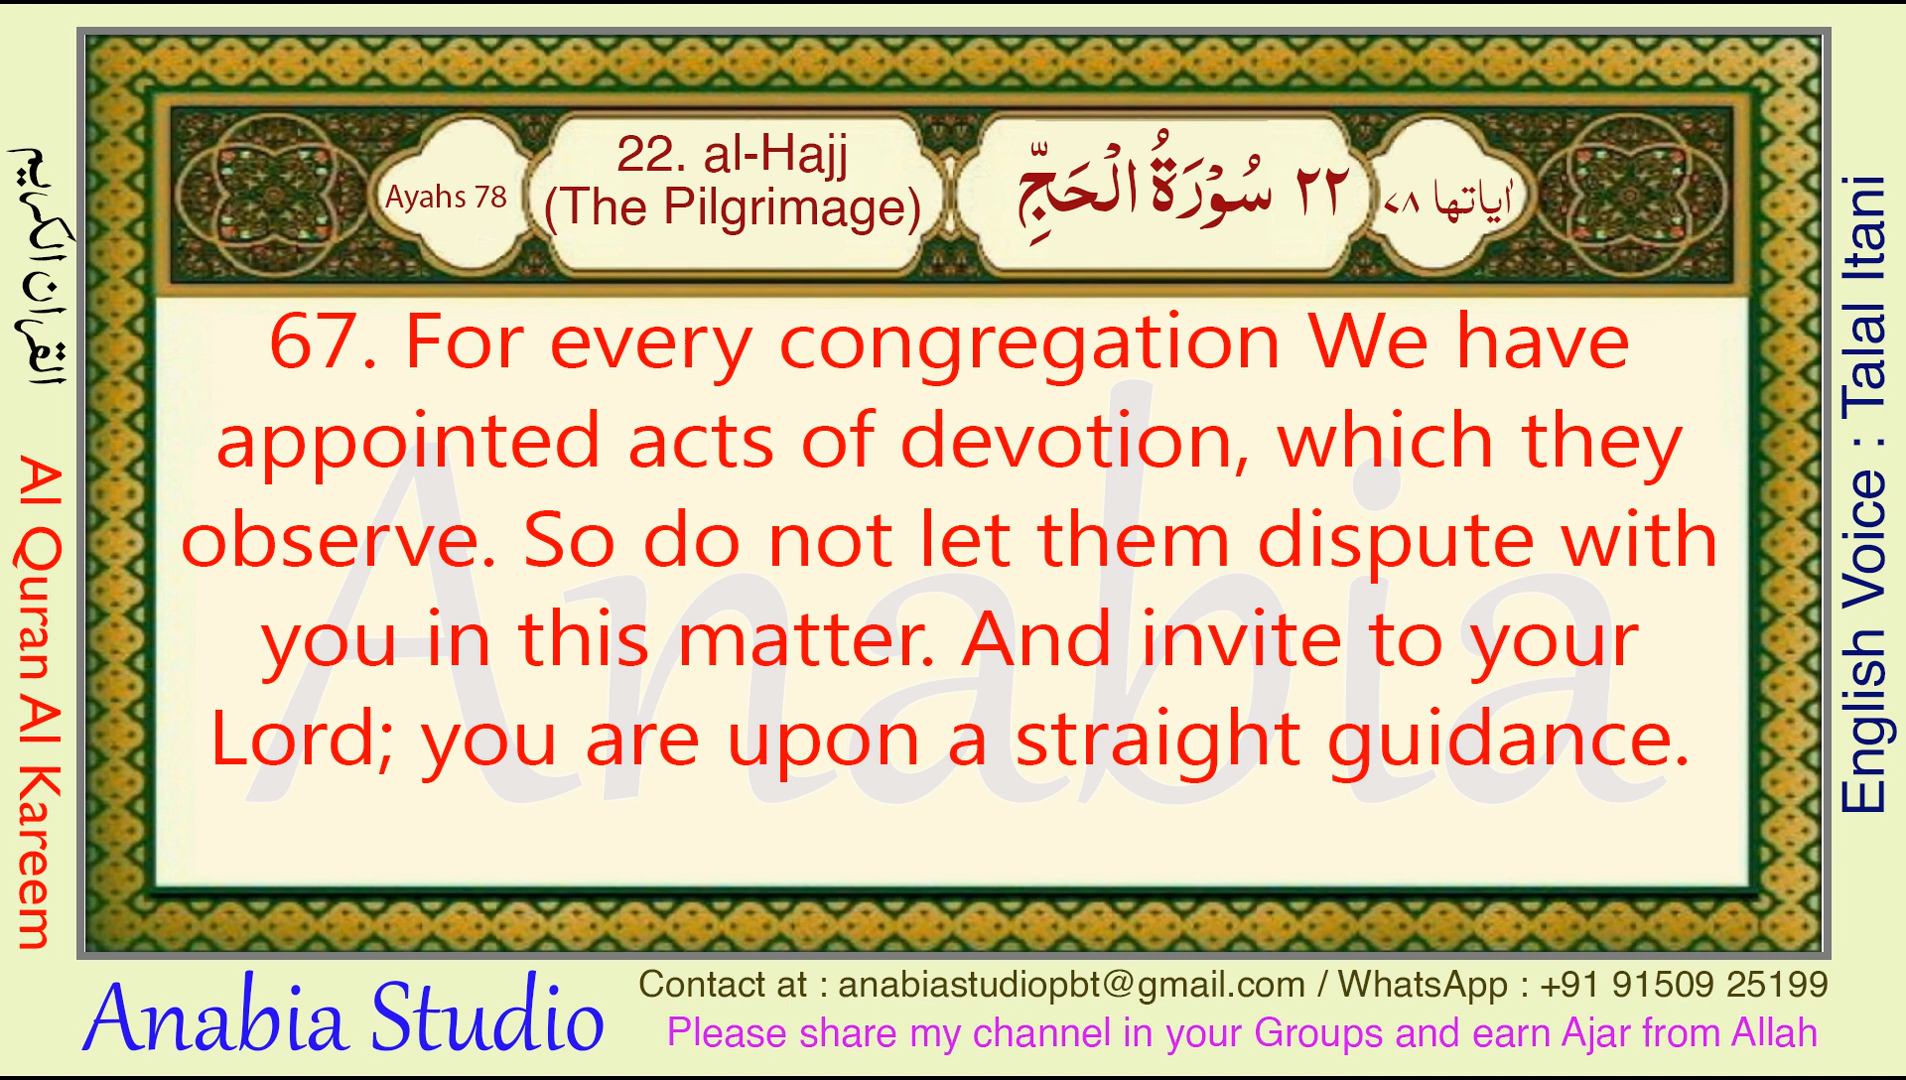 Ayahs 78
22. al-Hajj
(The Pilgrimage)
٢٢ سُوْرَةُ الْحَجِّ
اٰياتها ٧٨
67. For every congregation We have
appointed acts of devotion, which they
observe. So do not let them dispute with
you in this matter. And invite to your
Lord; you are upon a straight guidance.
Anabia
القران الكريم
Al Quran Al Kareem
English Voice : Talal Itani
Anabia Studio
Contact at : anabiastudiopbt@gmail.com / WhatsApp : +91 91509 25199
Please share my channel in your Groups and earn Ajar from Allah